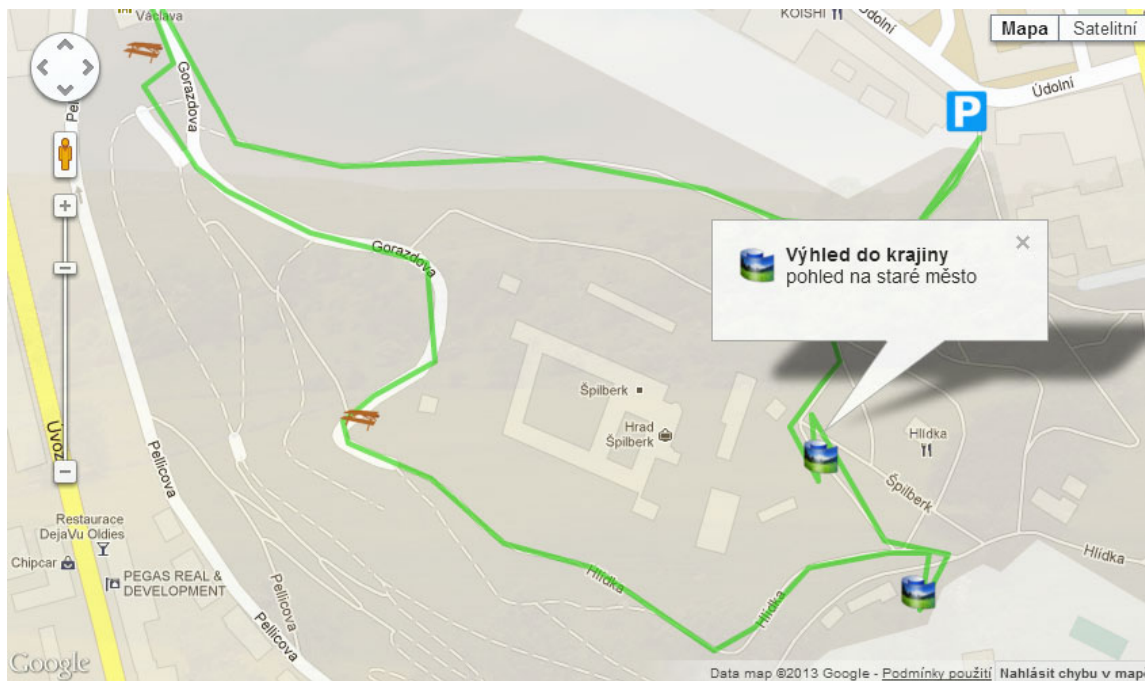 Václava
KOISHI
Mapa
Satelitní
Údolní
Údolní
Gorazdova
Gorazdova
Výhled do krajiny
pohled na staré město
Špilberk
Hrad
Špilberk
Hlídka
Špilberk
Hlídka
Hlídka
Hlídka
Pellicova
Pellicova
Pellicova
Restaurace
DejaVu Oldies
Chipcar
PEGAS REAL &
DEVELOPMENT
P
Google
Data map ©2013 Google - Podmínky použití
Nahlásit chybu v map